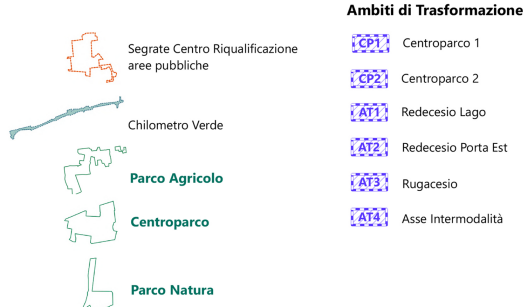 Ambiti di Trasformazione
Segrate Centro Riqualificazione
aree pubbliche
Chilometro Verde
Parco Agricolo
Centroparco
Parco Natura
CP1 Centroparco 1
CP2 Centroparco 2
AT1 Redecesio Lago
AT2 Redecesio Porta Est
AT3 Rugacesio
AT4 Asse Intermodalità